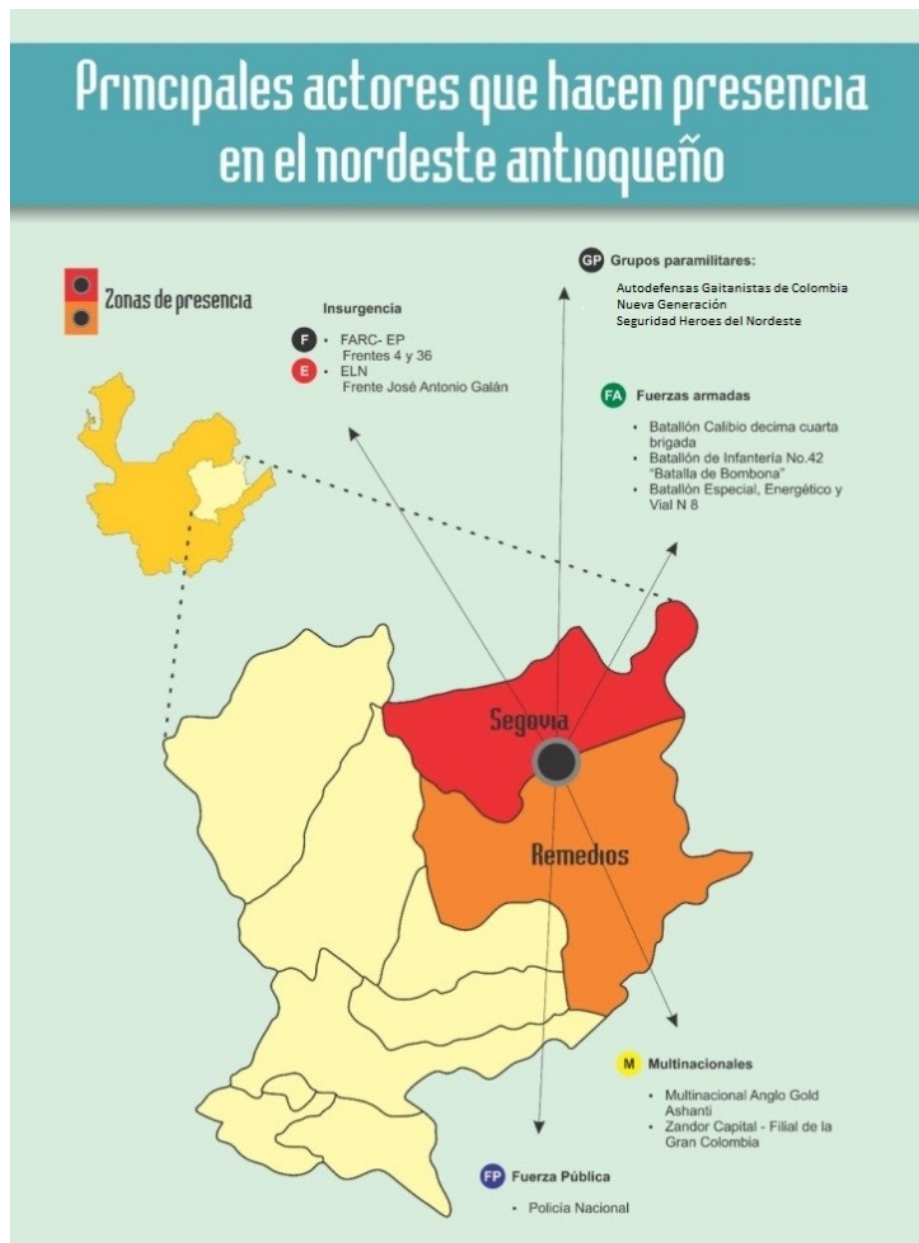 Principales actores que hacen presencia
en el nordeste antioqueño
Zonas de presencia
Insurgencia
F • FARC- EP
Frentes 4 y 36
E • ELN
Frente José Antonio Galán
GP Grupos paramilitares:
Autodefensas Gaitanistas de Colombia
Nueva Generación
Seguridad Heroes del Nordeste
FA Fuerzas armadas
• Batallón Calibio decima cuarta
brigada
• Batallón de Infantería No.42
“Batalla de Bombona”
• Batallón Especial, Energético y
Vial N 8
Segovia
Remedios
M Multinacionales
• Multinacional Anglo Gold
Ashanti
• Zandor Capital - Filial de la
Gran Colombia
FP Fuerza Pública
• Policía Nacional